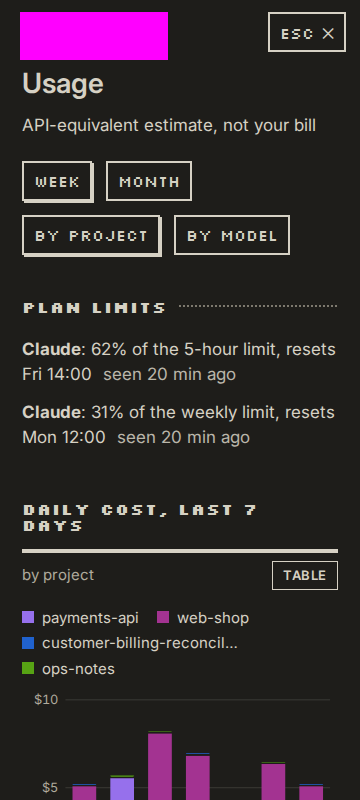 ESC ×
Usage
API-equivalent estimate, not your bill
WEEK MONTH
BY PROJECT BY MODEL
PLAN LIMITS
Claude: 62% of the 5-hour limit, resets
Fri 14:00 seen 20 min ago
Claude: 31% of the weekly limit, resets
Mon 12:00 seen 20 min ago
DAILY COST, LAST 7
DAYS
by project TABLE
payments-api web-shop
customer-billing-reconcil...
ops-notes
$10
$5